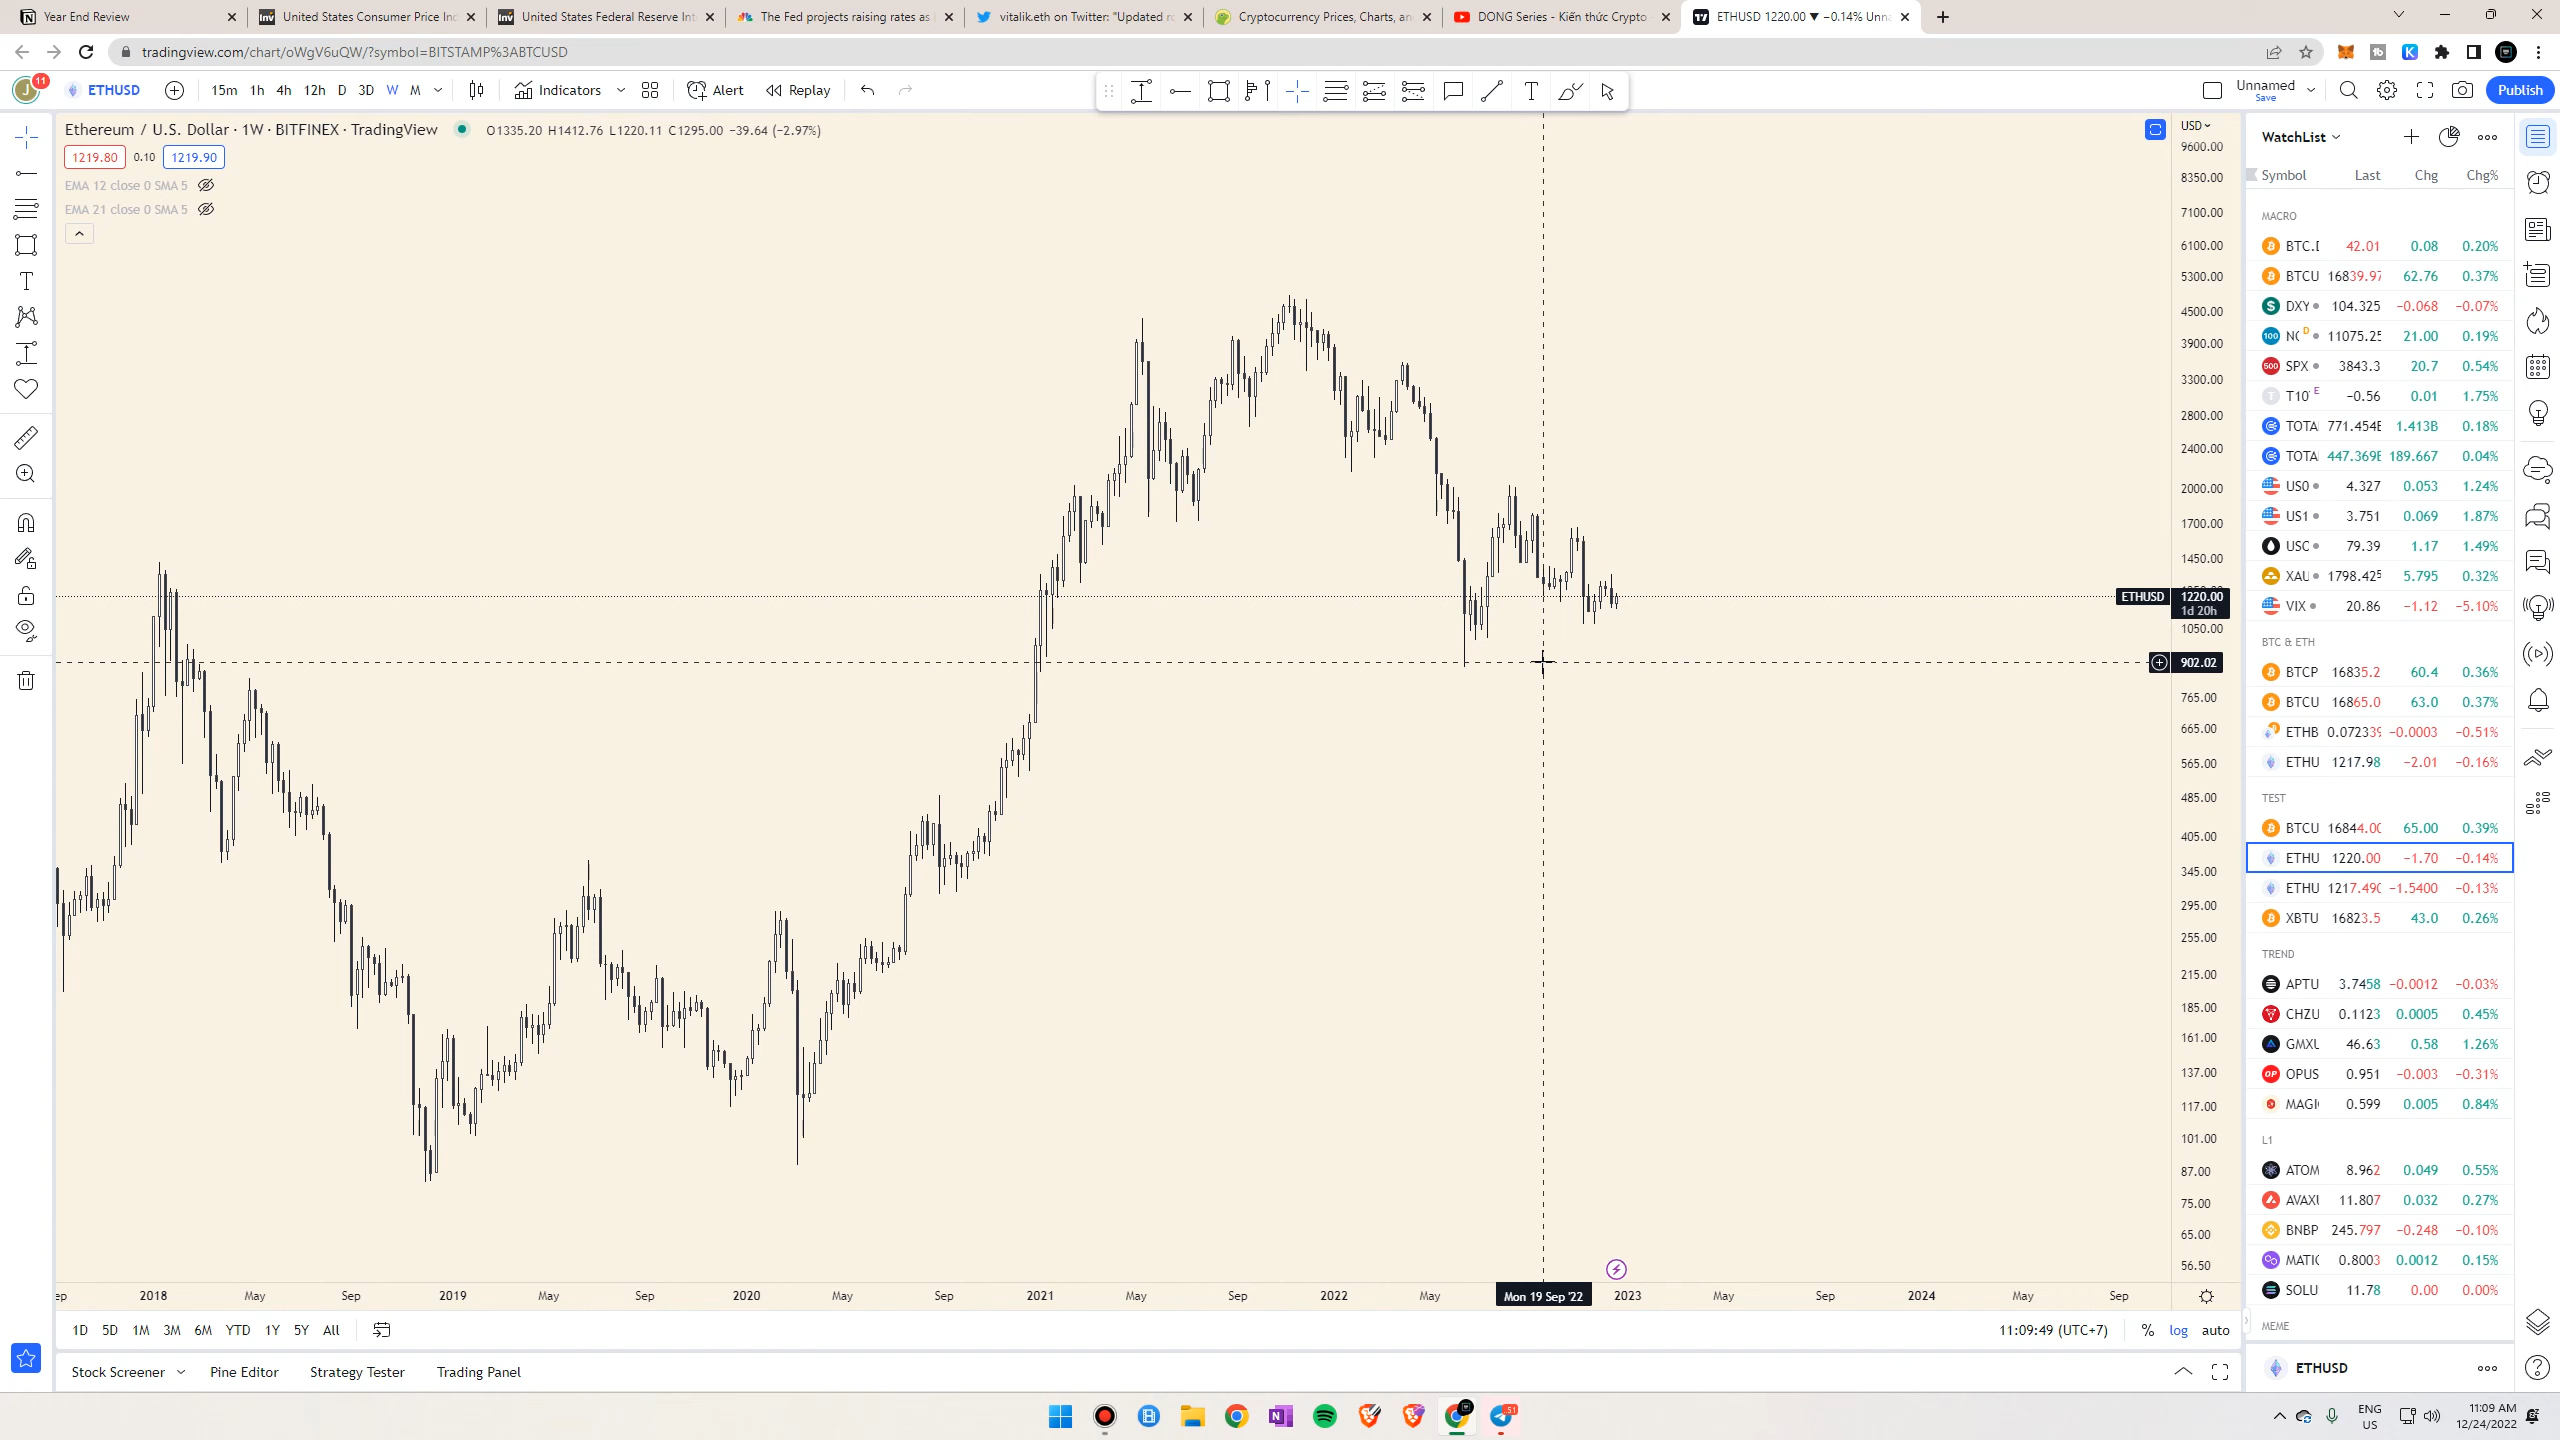 Year End Review
United States Consumer Price Ind
United States Federal Reserve Int
The Fed projects raising rates as
vitalik.eth on Twitter: "Updated ro
Cryptocurrency Prices, Charts, an
DONG Series - Kiến thức Crypto
ETHUSD 1220.00 ▼ −0.14% Unna
tradingview.com/chart/oWgV6uQW/?symbol=BITSTAMP%3ABTCUSD
11
ETHUSD
15m 1h 4h 12h D 3D W M
Indicators
Alert
Replay
Unnamed
Save
Publish
Ethereum / U.S. Dollar · 1W · BITFINEX · TradingView
O1335.20 H1412.76 L1220.11 C1295.00 −39.64 (−2.97%)
1219.80 0.10 1219.90
EMA 12 close 0 SMA 5
EMA 21 close 0 SMA 5
USD
9600.00
8350.00
7100.00
6100.00
5300.00
4500.00
3900.00
3300.00
2800.00
2400.00
2000.00
1700.00
1450.00
ETHUSD 1220.00
1d 20h
1050.00
902.02
765.00
665.00
565.00
485.00
405.00
345.00
295.00
255.00
215.00
185.00
161.00
137.00
117.00
101.00
87.00
75.00
65.00
56.50
ep 2018 May Sep 2019 May Sep 2020 May Sep 2021 May Sep 2022 May Mon 19 Sep '22 2023 May Sep 2024 May Sep
1D 5D 1M 3M 6M YTD 1Y 5Y All
11:09:49 (UTC+7) % log auto
Stock Screener Pine Editor Strategy Tester Trading Panel
WatchList
Symbol Last Chg Chg%
MACRO
BTC.D 42.01 0.08 0.20%
BTCU 16839.97 62.76 0.37%
DXY 104.325 −0.068 −0.07%
100 NQ D 11075.25 21.00 0.19%
500 SPX 3843.3 20.7 0.54%
T T10 E −0.56 0.01 1.75%
TOTA 771.454B 1.413B 0.18%
TOTA 447.369B 189.667 0.04%
US0 4.327 0.053 1.24%
US1 3.751 0.069 1.87%
USC 79.39 1.17 1.49%
XAU 1798.425 5.795 0.32%
VIX 20.86 −1.12 −5.10%
BTC & ETH
BTCP 16835.2 60.4 0.36%
BTCU 16865.0 63.0 0.37%
ETHB 0.072339 −0.0003 −0.51%
ETHU 1217.98 −2.01 −0.16%
TEST
BTCU 16844.00 65.00 0.39%
ETHU 1220.00 −1.70 −0.14%
ETHU 1217.490 −1.5400 −0.13%
XBTU 16823.5 43.0 0.26%
TREND
APTU 3.7458 −0.0012 −0.03%
CHZU 0.1123 0.0005 0.45%
GMXU 46.63 0.58 1.26%
OP OPUS 0.951 −0.003 −0.31%
MAGI 0.599 0.005 0.84%
L1
ATOM 8.962 0.049 0.55%
AVAXU 11.807 0.032 0.27%
BNBP 245.797 −0.248 −0.10%
MATIC 0.8003 0.0012 0.15%
SOLU 11.78 0.00 0.00%
MEME
ETHUSD
51
ENG
US
11:09 AM
12/24/2022